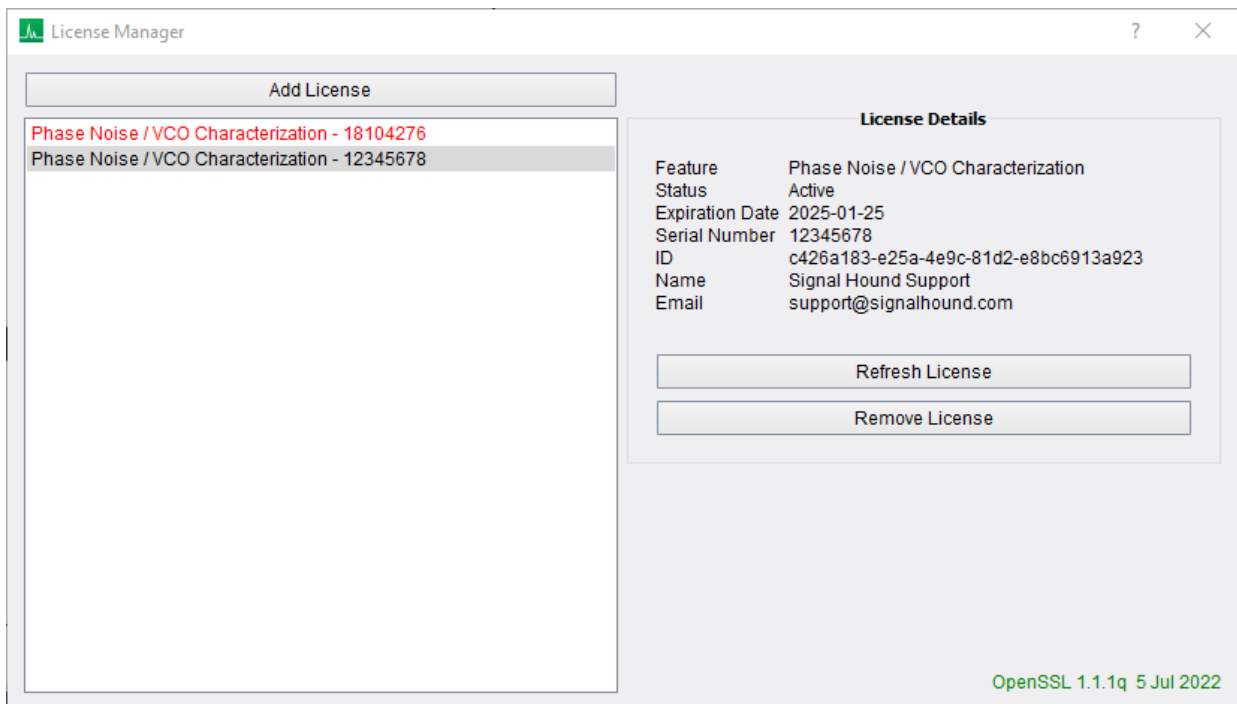 License Manager
Add License
Phase Noise / VCO Characterization - 18104276
Phase Noise / VCO Characterization - 12345678
License Details
Feature Phase Noise / VCO Characterization
Status Active
Expiration Date 2025-01-25
Serial Number 12345678
ID c426a183-e25a-4e9c-81d2-e8bc6913a923
Name Signal Hound Support
Email support@signalhound.com
Refresh License
Remove License
OpenSSL 1.1.1q 5 Jul 2022